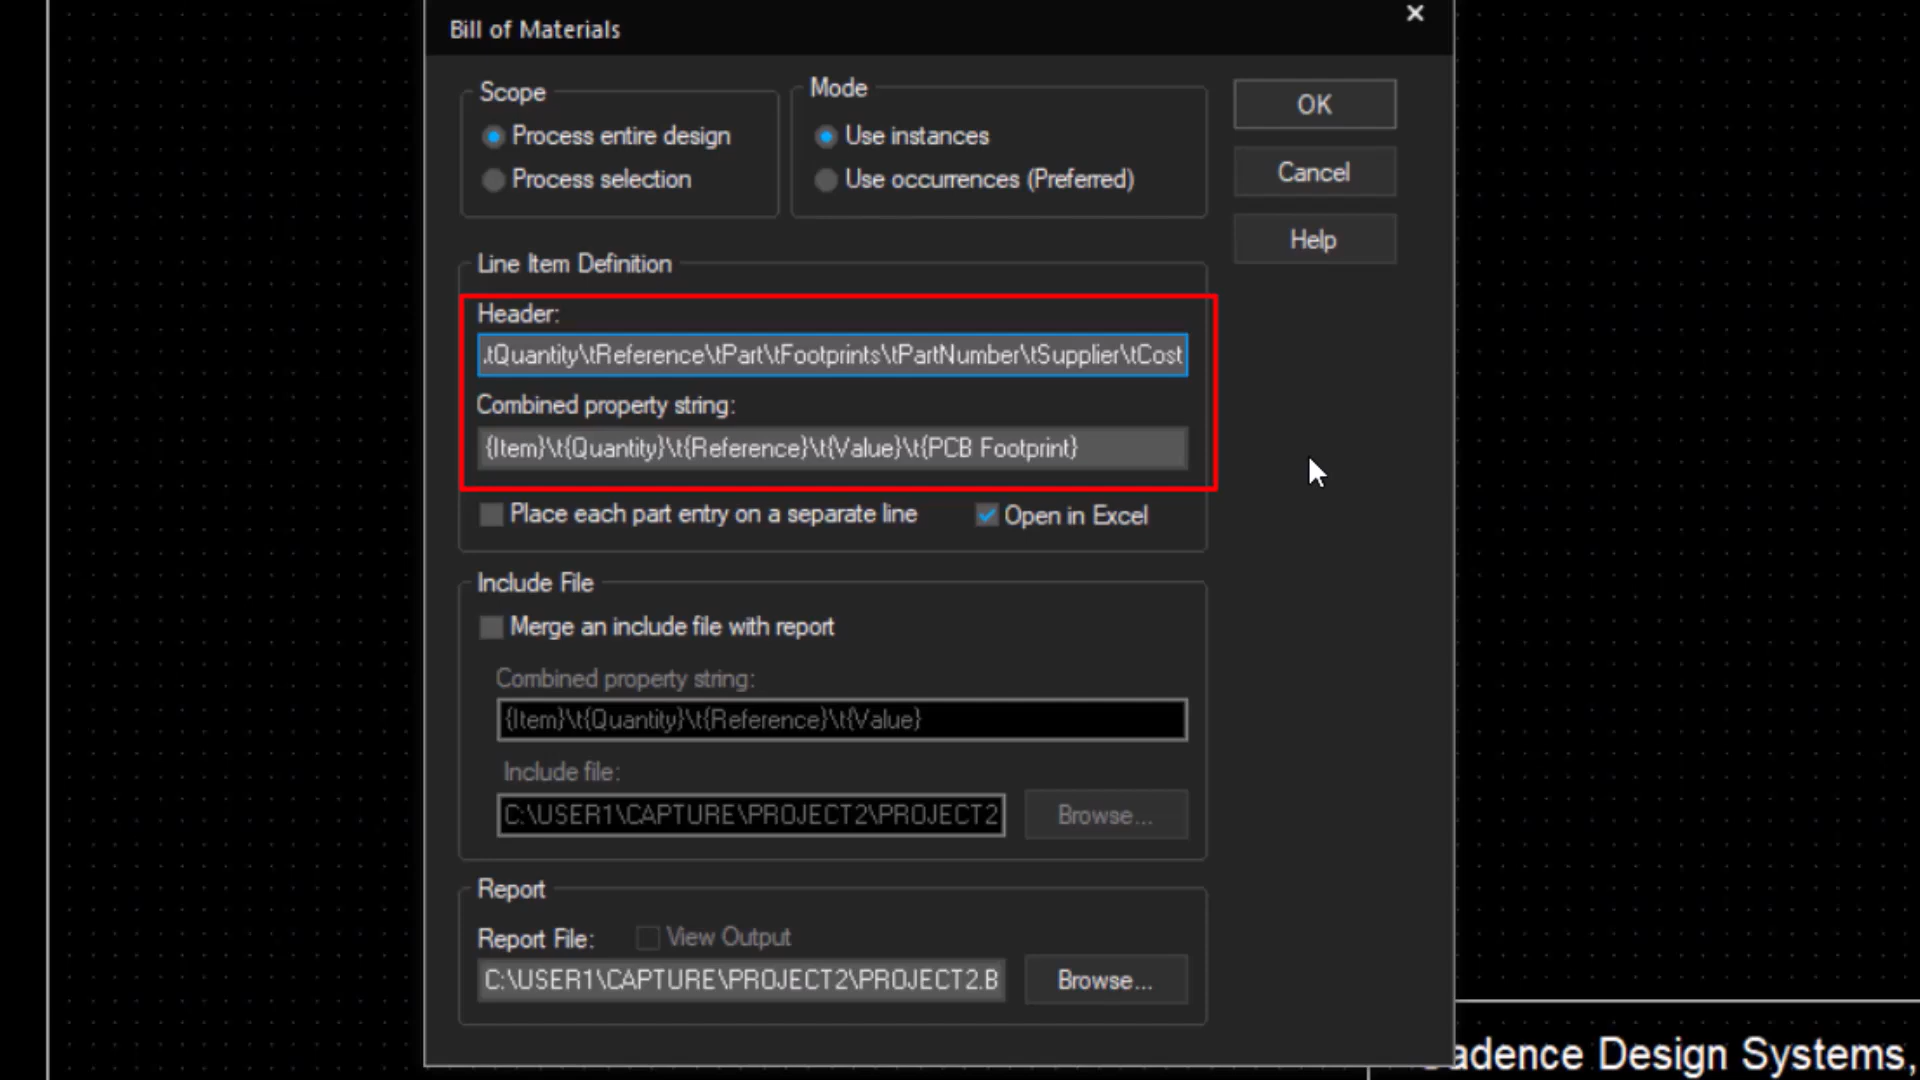 Bill of Materials
Scope
Process entire design
Process selection
Mode
Use instances
Use occurrences (Preferred)
OK
Cancel
Help
Line Item Definition
Header:
.tQuantity\tReference\tPart\tFootprints\tPartNumber\tSupplier\tCost
Combined property string:
{Item}\t{Quantity}\t{Reference}\t{Value}\t{PCB Footprint}
Place each part entry on a separate line
Open in Excel
Include File
Merge an include file with report
Combined property string:
{Item}\t{Quantity}\t{Reference}\t{Value}
Include file:
C:\USER1\CAPTURE\PROJECT2\PROJECT2
Browse...
Report
Report File:
View Output
C:\USER1\CAPTURE\PROJECT2\PROJECT2.B
Browse...
adence Design Systems,